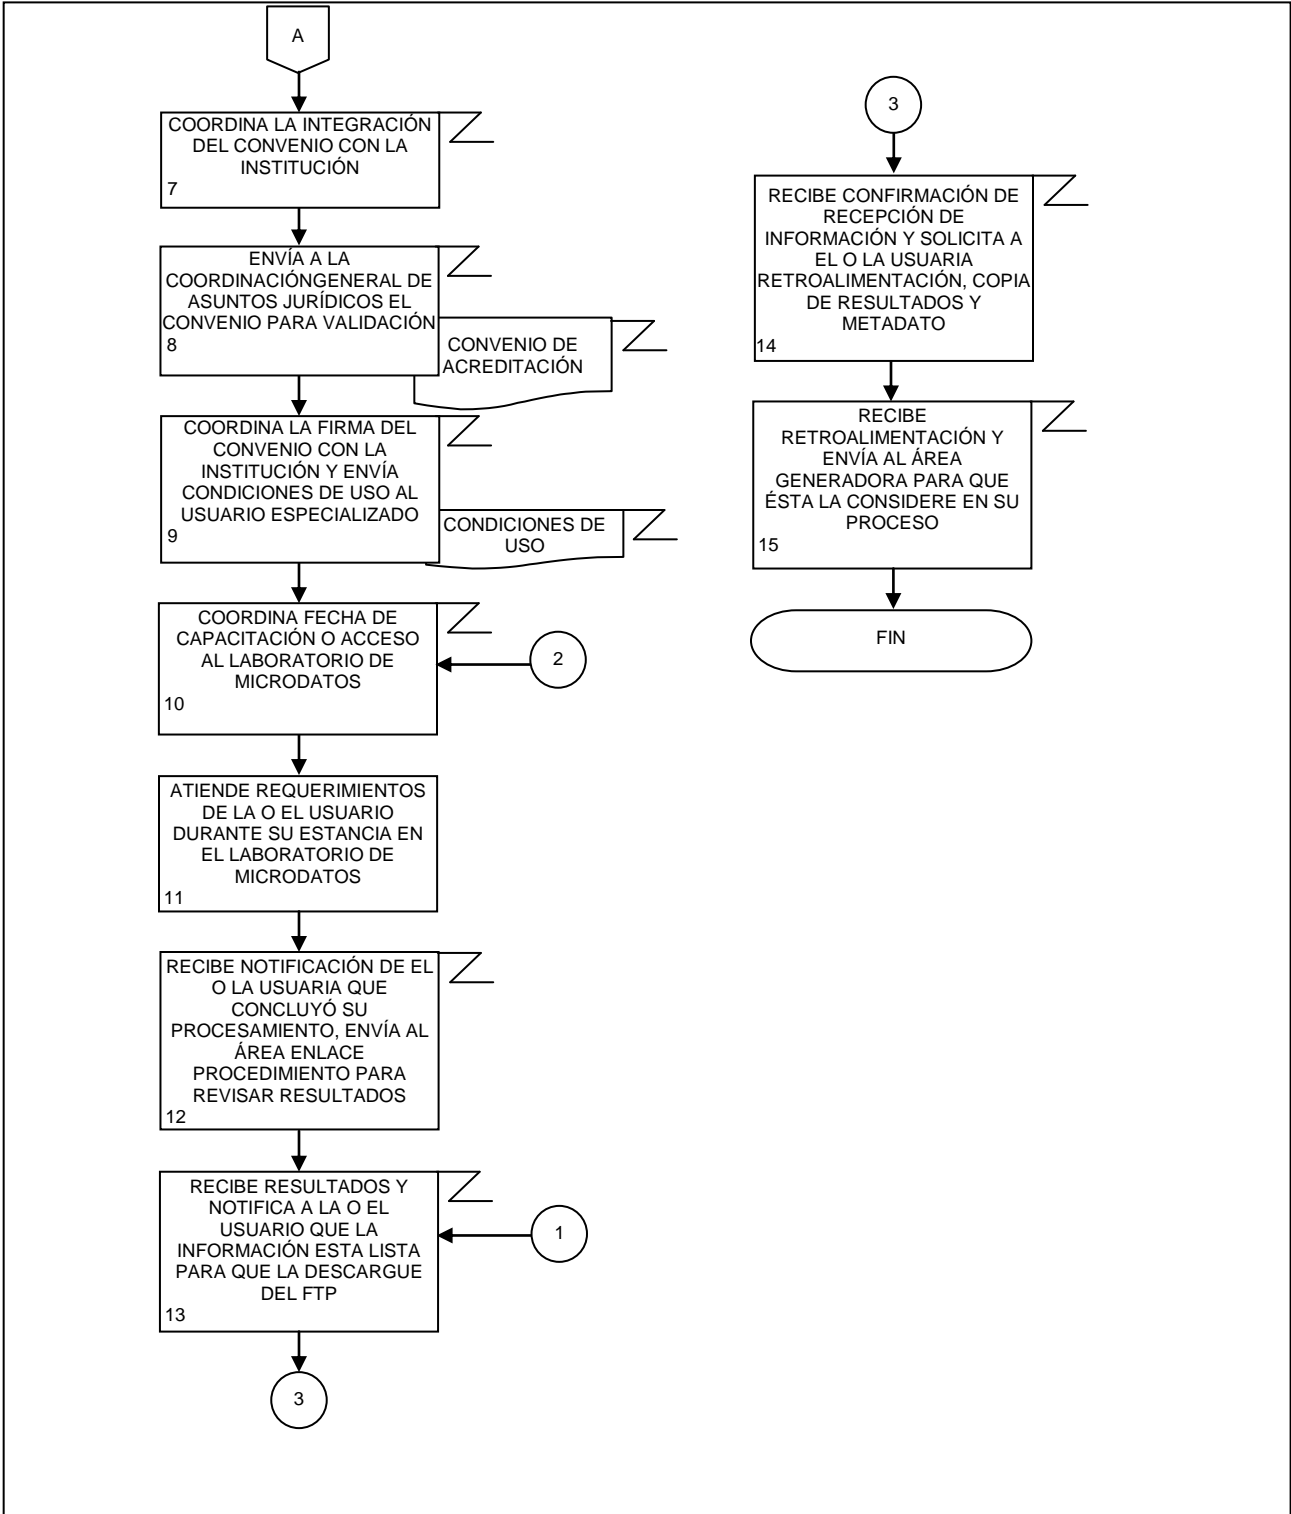 A
COORDINA LA INTEGRACIÓN
DEL CONVENIO CON LA
INSTITUCIÓN
7
ENVÍA A LA
COORDINACIÓNGENERAL DE
ASUNTOS JURÍDICOS EL
CONVENIO PARA VALIDACIÓN
8
CONVENIO DE
ACREDITACIÓN
COORDINA LA FIRMA DEL
CONVENIO CON LA
INSTITUCIÓN Y ENVÍA
CONDICIONES DE USO AL
USUARIO ESPECIALIZADO
9
CONDICIONES DE
USO
COORDINA FECHA DE
CAPACITACIÓN O ACCESO
AL LABORATORIO DE
MICRODATOS
10
2
ATIENDE REQUERIMIENTOS
DE LA O EL USUARIO
DURANTE SU ESTANCIA EN
EL LABORATORIO DE
MICRODATOS
11
RECIBE NOTIFICACIÓN DE EL
O LA USUARIA QUE
CONCLUYÓ SU
PROCESAMIENTO, ENVÍA AL
ÁREA ENLACE
PROCEDIMIENTO PARA
REVISAR RESULTADOS
12
RECIBE RESULTADOS Y
NOTIFICA A LA O EL
USUARIO QUE LA
INFORMACIÓN ESTA LISTA
PARA QUE LA DESCARGUE
DEL FTP
13
1
3
3
RECIBE CONFIRMACIÓN DE
RECEPCIÓN DE
INFORMACIÓN Y SOLICITA A
EL O LA USUARIA
RETROALIMENTACIÓN, COPIA
DE RESULTADOS Y
METADATO
14
RECIBE
RETROALIMENTACIÓN Y
ENVÍA AL ÁREA
GENERADORA PARA QUE
ÉSTA LA CONSIDERE EN SU
PROCESO
15
FIN